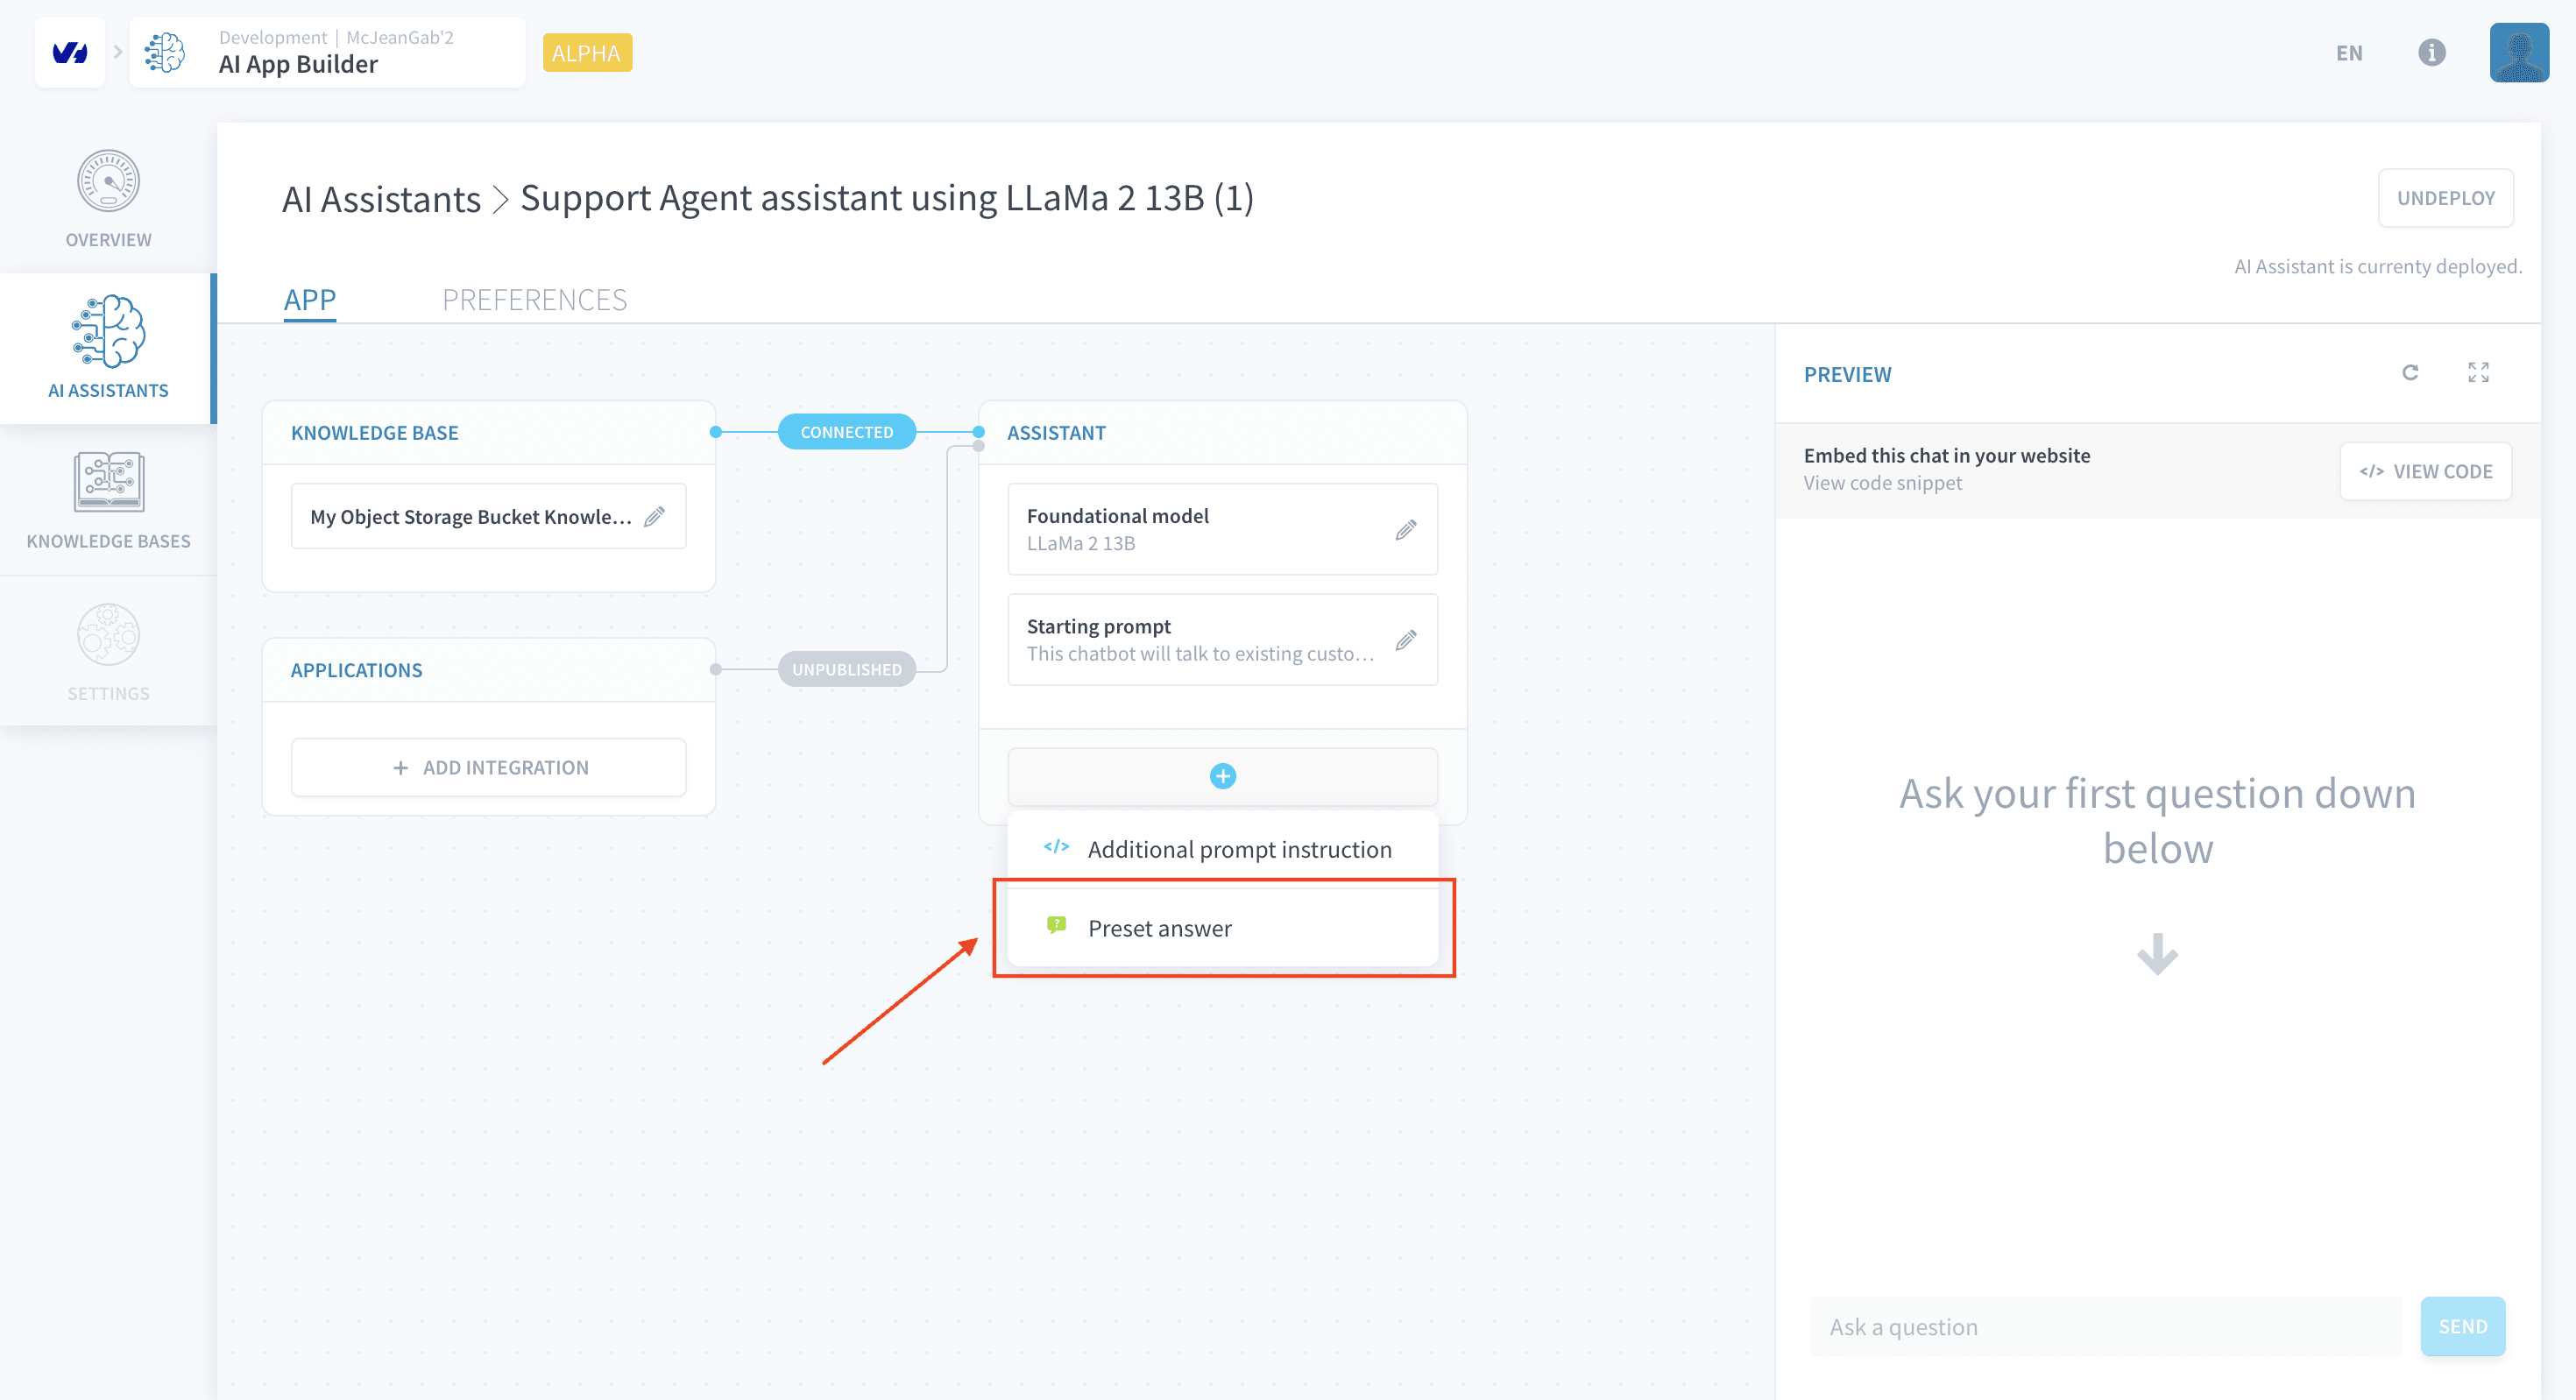 Development | McJeanGab'2
AI App Builder
ALPHA
EN
OVERVIEW
AI ASSISTANTS
KNOWLEDGE BASES
SETTINGS
AI Assistants > Support Agent assistant using LLaMa 2 13B (1)
UNDEPLOY
AI Assistant is currenty deployed.
APP
PREFERENCES
KNOWLEDGE BASE
My Object Storage Bucket Knowle...
CONNECTED
APPLICATIONS
+ ADD INTEGRATION
UNPUBLISHED
ASSISTANT
Foundational model
LLaMa 2 13B
Starting prompt
This chatbot will talk to existing custo...
</> Additional prompt instruction
Preset answer
PREVIEW
Embed this chat in your website
View code snippet
</> VIEW CODE
Ask your first question down
below
Ask a question
SEND